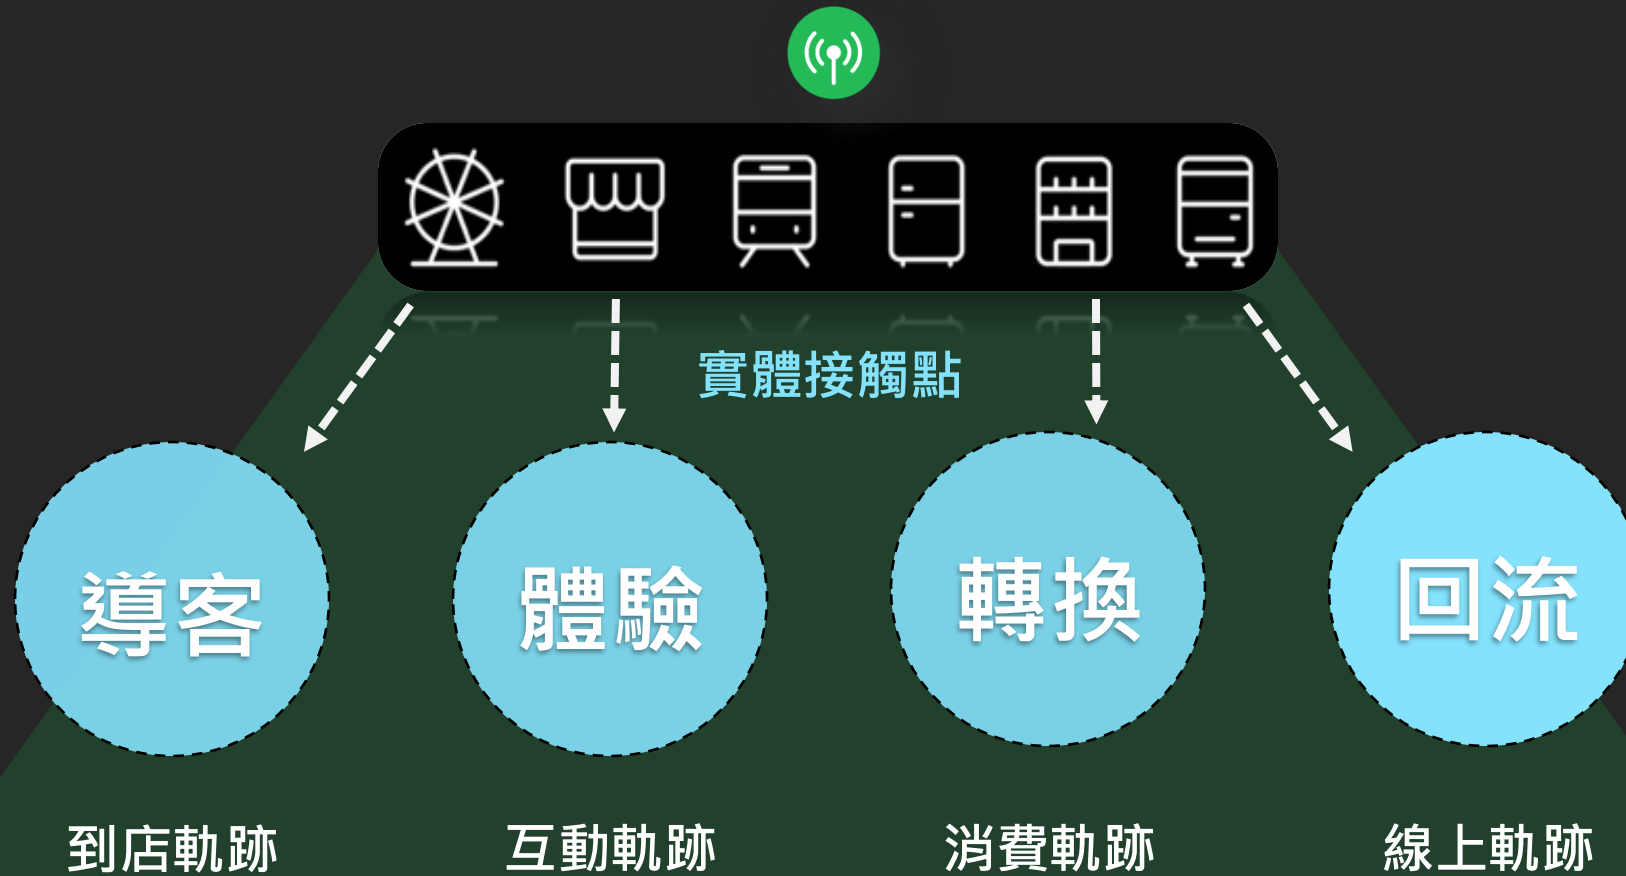 實體接觸點
導客
體驗
轉換
回流
到店軌跡
互動軌跡
消費軌跡
線上軌跡